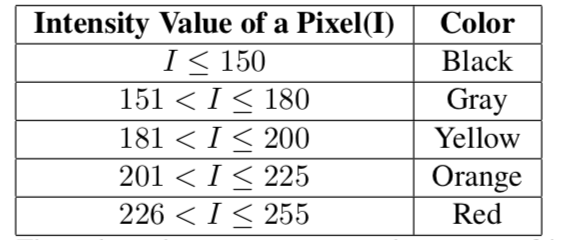 Intensity Value of a Pixel(I) Color
I ≤ 150 Black
151 < I ≤ 180 Gray
181 < I ≤ 200 Yellow
201 < I ≤ 225 Orange
226 < I ≤ 255 Red